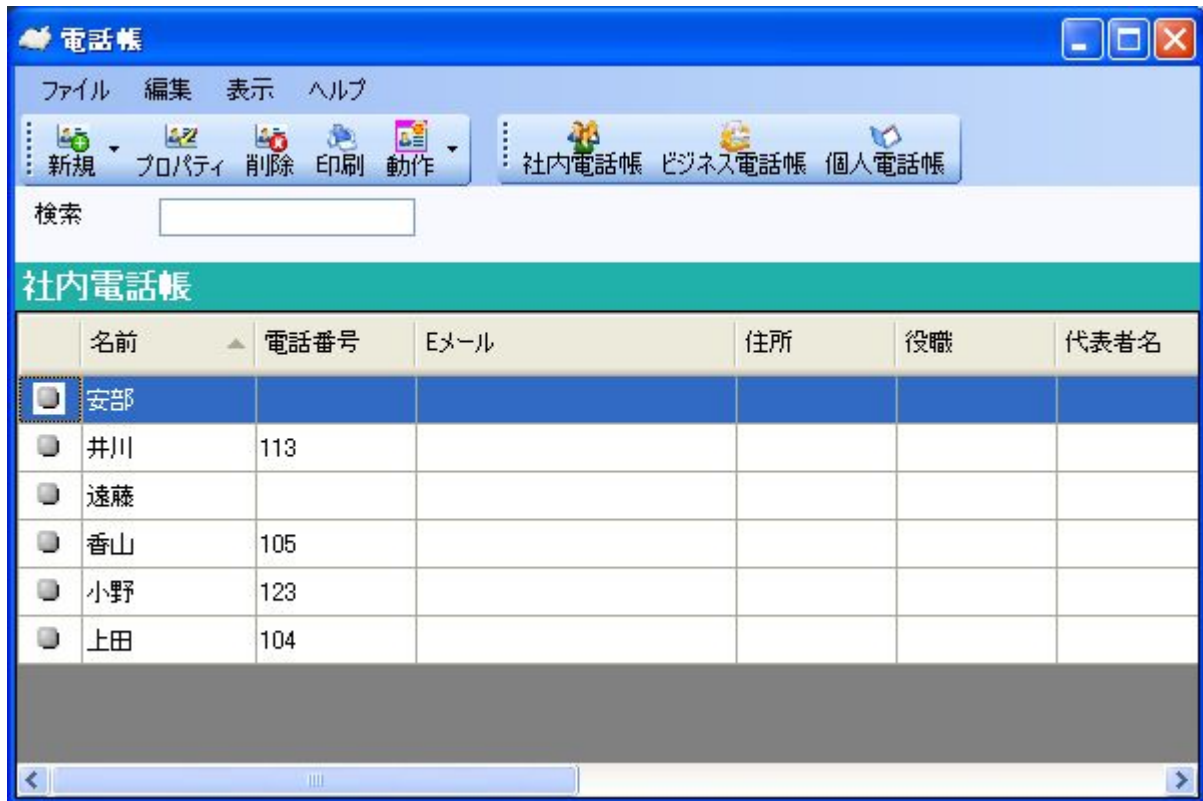 電話帳
ファイル 編集 表示 ヘルプ
新規 プロパティ 削除 印刷 動作 社内電話帳 ビジネス電話帳 個人電話帳
検索
社内電話帳
名前 電話番号 Eメール 住所 役職 代表者名
安部
井川 113
遠藤
香山 105
小野 123
上田 104